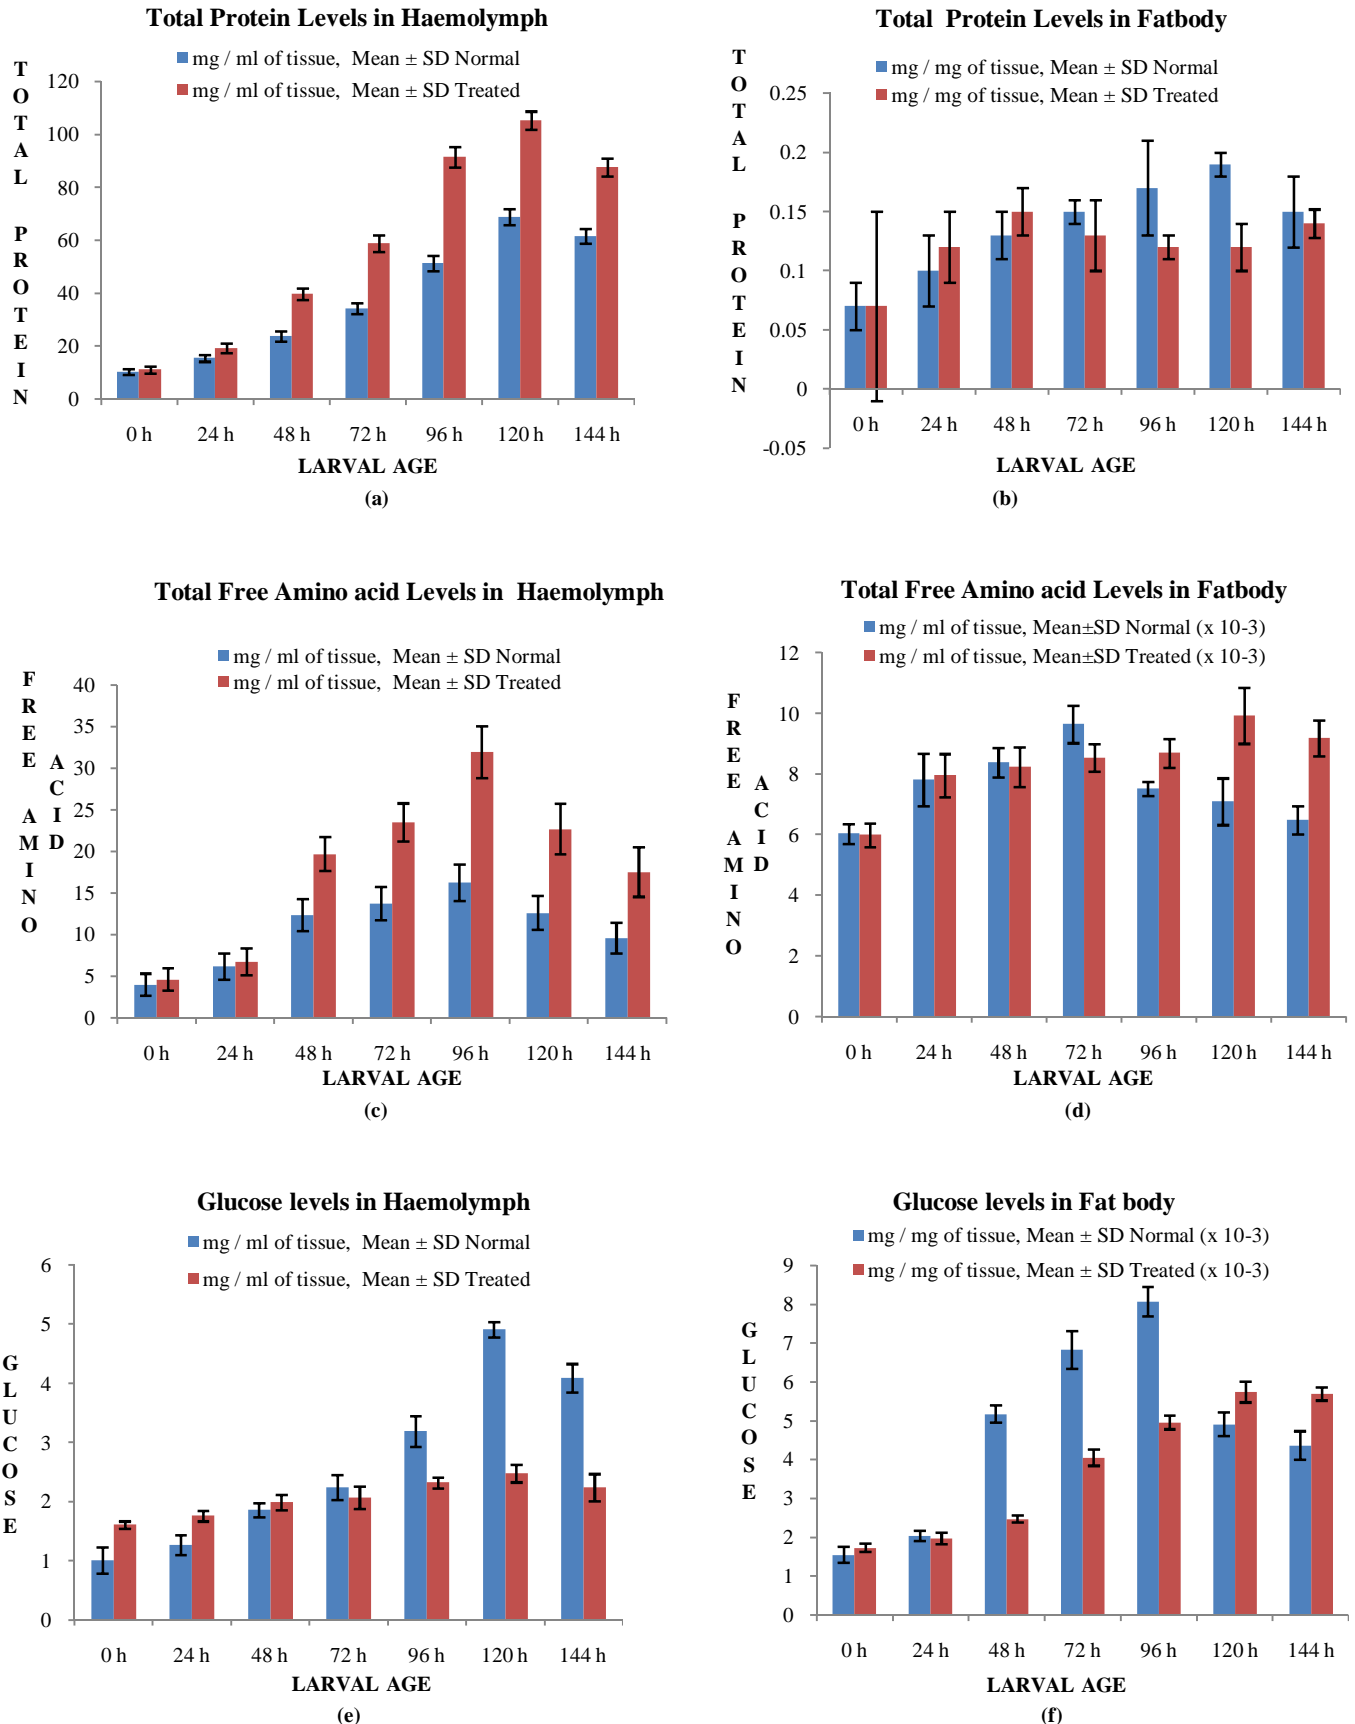 Total Protein Levels in Haemolymph
mg / ml of tissue, Mean ± SD Normal
mg / ml of tissue, Mean ± SD Treated
TOTAL PROTEIN
120
100
80
60
40
20
0
0 h 24 h 48 h 72 h 96 h 120 h 144 h
LARVAL AGE
(a)
Total Protein Levels in Fatbody
mg / mg of tissue, Mean ± SD Normal
mg / mg of tissue, Mean ± SD Treated
TOTAL PROTEIN
0.25
0.2
0.15
0.1
0.05
0
-0.05
0 h 24 h 48 h 72 h 96 h 120 h 144 h
LARVAL AGE
(b)
Total Free Amino acid Levels in Haemolymph
mg / ml of tissue, Mean ± SD Normal
mg / ml of tissue, Mean ± SD Treated
FREE AMINO
ACID
40
35
30
25
20
15
10
5
0
0 h 24 h 48 h 72 h 96 h 120 h 144 h
LARVAL AGE
(c)
Total Free Amino acid Levels in Fatbody
mg / ml of tissue, Mean±SD Normal (x 10-3)
mg / ml of tissue, Mean±SD Treated (x 10-3)
FREE AMINO
ACID
12
10
8
6
4
2
0
0 h 24 h 48 h 72 h 96 h 120 h 144 h
LARVAL AGE
(d)
Glucose levels in Haemolymph
mg / ml of tissue, Mean ± SD Normal
mg / ml of tissue, Mean ± SD Treated
GLUCOSE
6
5
4
3
2
1
0
0 h 24 h 48 h 72 h 96 h 120 h 144 h
LARVAL AGE
(e)
Glucose levels in Fat body
mg / mg of tissue, Mean ± SD Normal (x 10-3)
mg / mg of tissue, Mean ± SD Treated (x 10-3)
GLUCOSE
9
8
7
6
5
4
3
2
1
0
0 h 24 h 48 h 72 h 96 h 120 h 144 h
LARVAL AGE
(f)